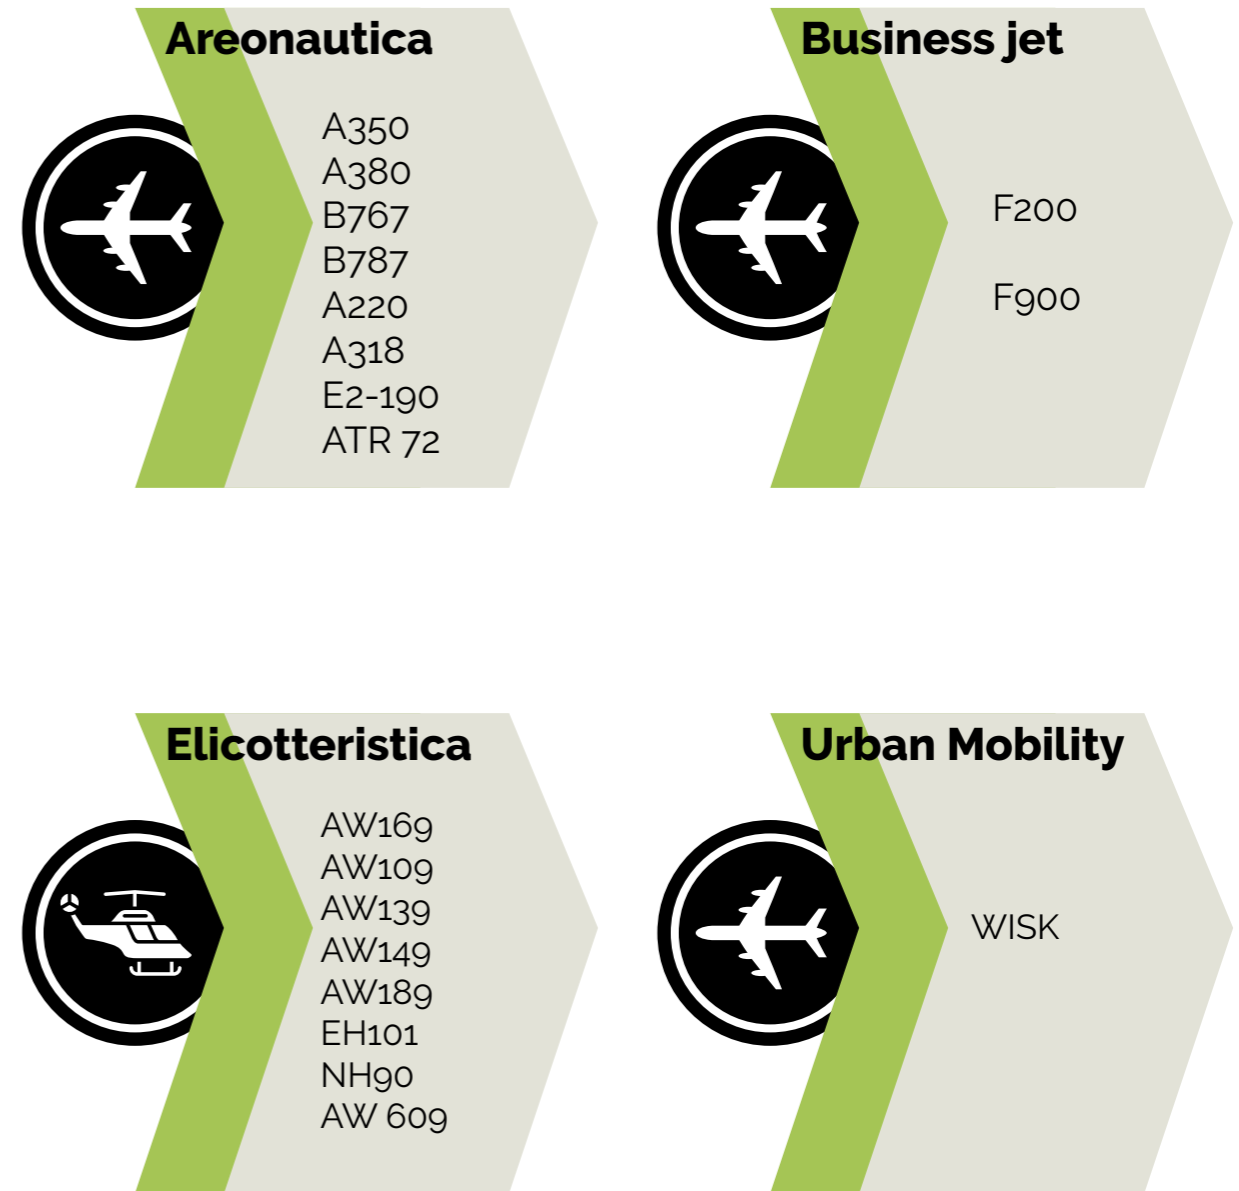 Areonautica
A350
A380
B767
B787
A220
A318
E2-190
ATR 72
Business jet
F200
F900
Elicotteristica
AW169
AW109
AW139
AW149
AW189
EH101
NH90
AW 609
Urban Mobility
WISK